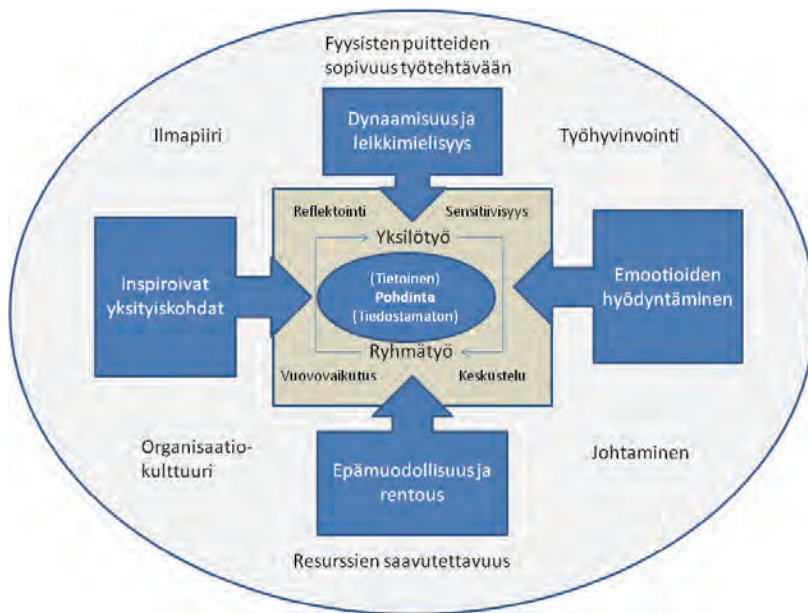 Fyysisten puitteiden
sopivuus työtehtävään
Ilmapiiri
Dynaamisuus ja
leikkimielisyys
Työhyvinvointi
Reflektointi
Sensitiivisyys
Yksilötyö
Inspiroivat
yksityiskohdat
(Tietoinen)
Pohdinta
(Tiedostamaton)
Emootioiden
hyödyntäminen
Ryhmätyö
Vuovovaikutus
Keskustelu
Organisaatio-
kulttuuri
Epämuodollisuus ja
rentous
Johtaminen
Resurssien saavutettavuus